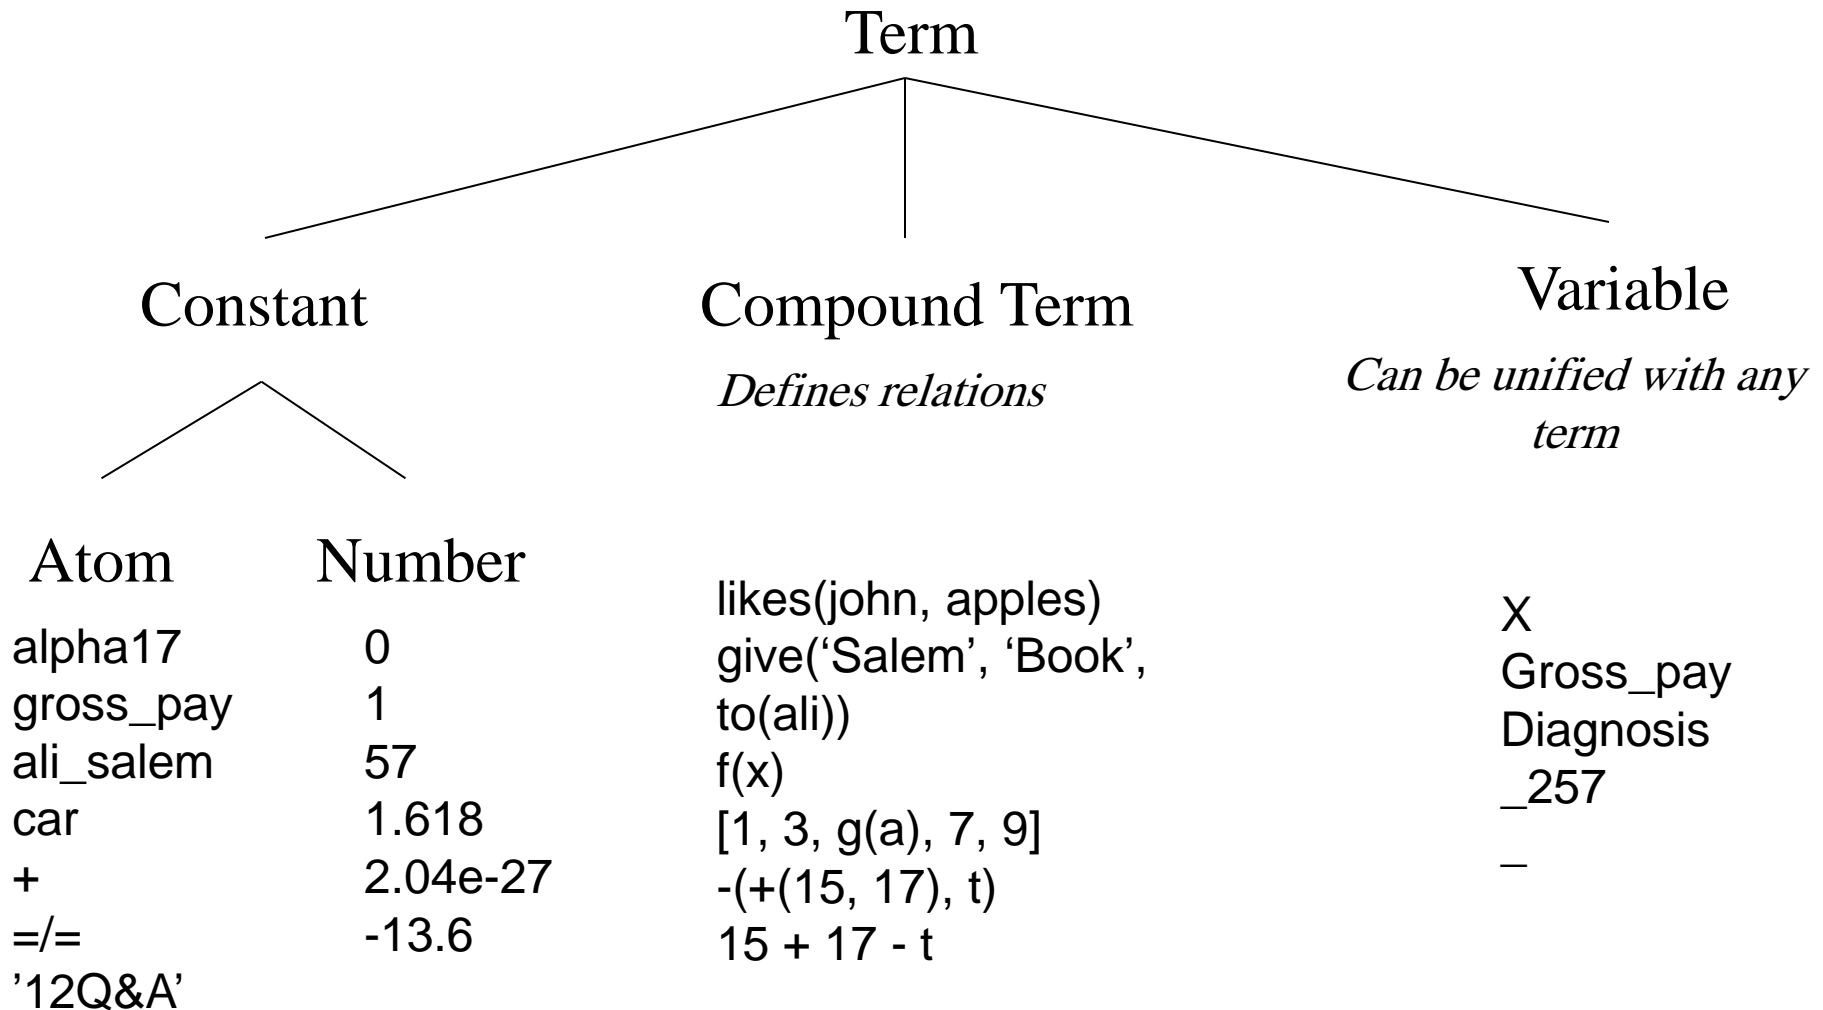 Term
Constant
Compound Term
Defines relations
Variable
Can be unified with any
term
Atom
alpha17
gross_pay
ali_salem
car
+
=/=
’12Q&A’
Number
0
1
57
1.618
2.04e-27
-13.6
likes(john, apples)
give(‘Salem’, ‘Book’,
to(ali))
f(x)
[1, 3, g(a), 7, 9]
-(+(15, 17), t)
15 + 17 - t
X
Gross_pay
Diagnosis
_257
_